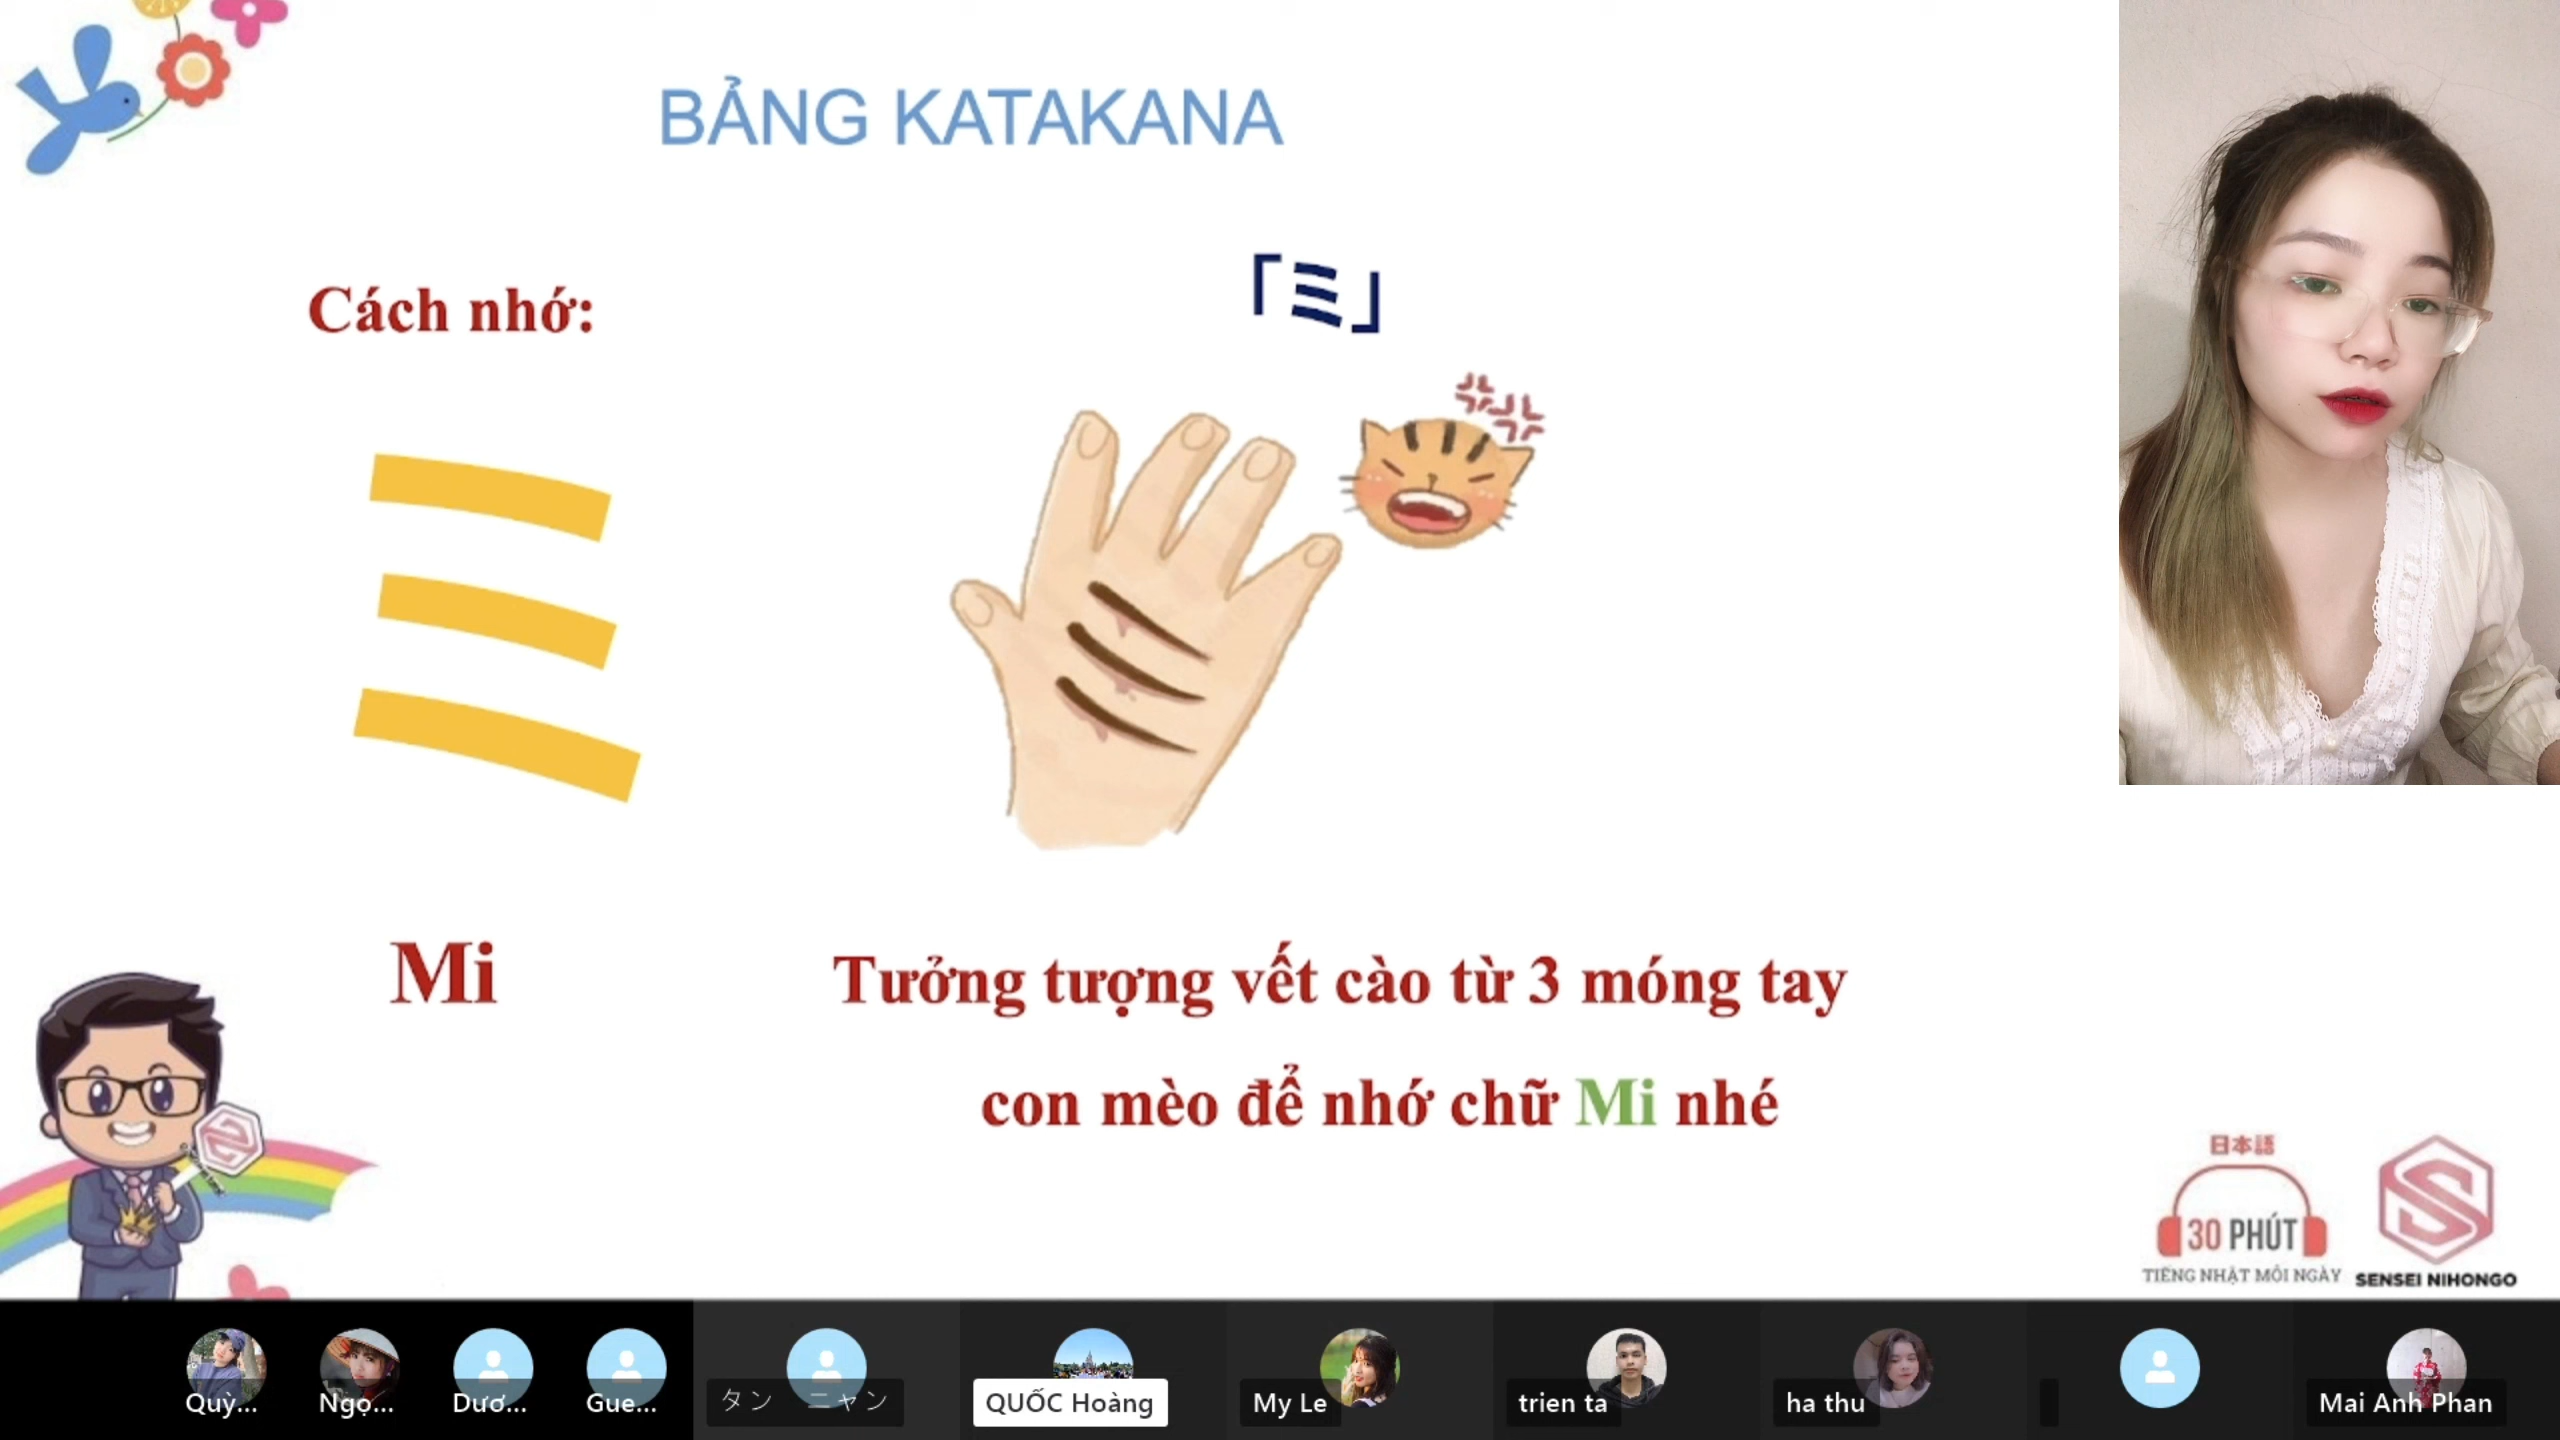 BẢNG KATAKANA
「ミ」
Cách nhớ:
ミ
Mi
Tưởng tượng vết cào từ 3 móng tay
con mèo để nhớ chữ Mi nhé
日本語
30 PHÚT
TIẾNG NHẬT MỖI NGÀY
SENSEI NIHONGO
Quỳ...
Ngọ...
Dươ...
Gue...
タン ニャン
QUỐC Hoàng
My Le
trien ta
ha thu
Mai Anh Phan